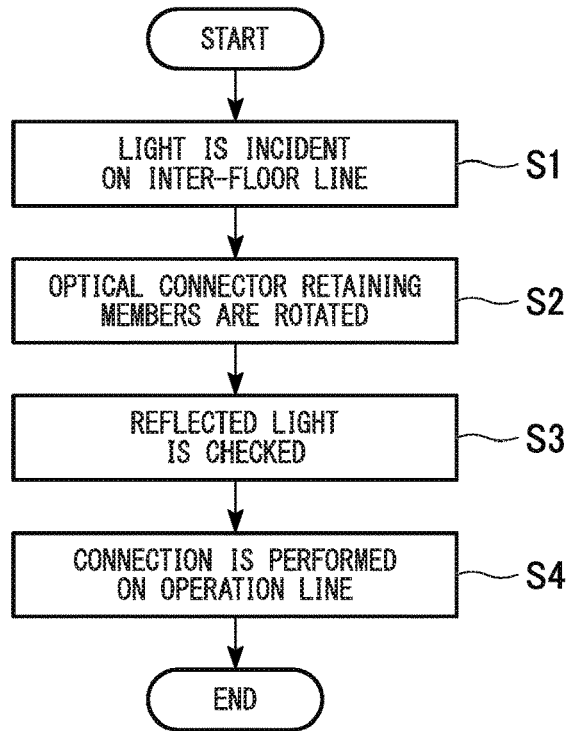 START
LIGHT IS INCIDENT
ON INTER-FLOOR LINE
S1
OPTICAL CONNECTOR RETAINING
MEMBERS ARE ROTATED
S2
REFLECTED LIGHT
IS CHECKED
S3
CONNECTION IS PERFORMED
ON OPERATION LINE
S4
END